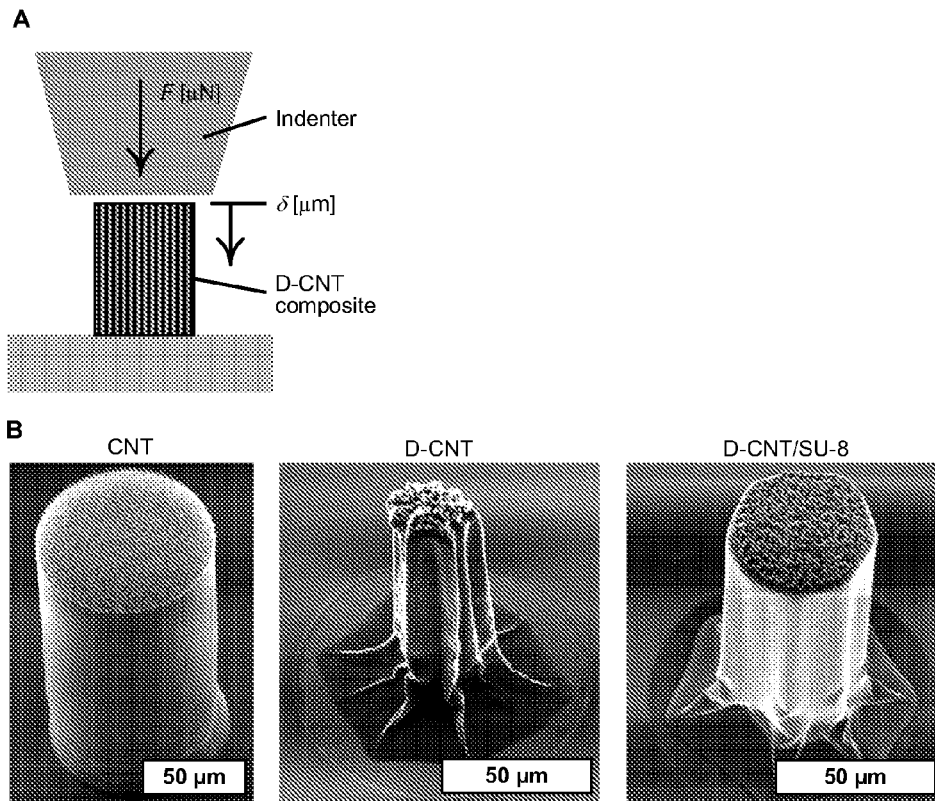 A
F [µN]
Indenter
δ [µm]
D-CNT
composite
B
CNT
D-CNT
D-CNT/SU-8
50 µm
50 µm
50 µm